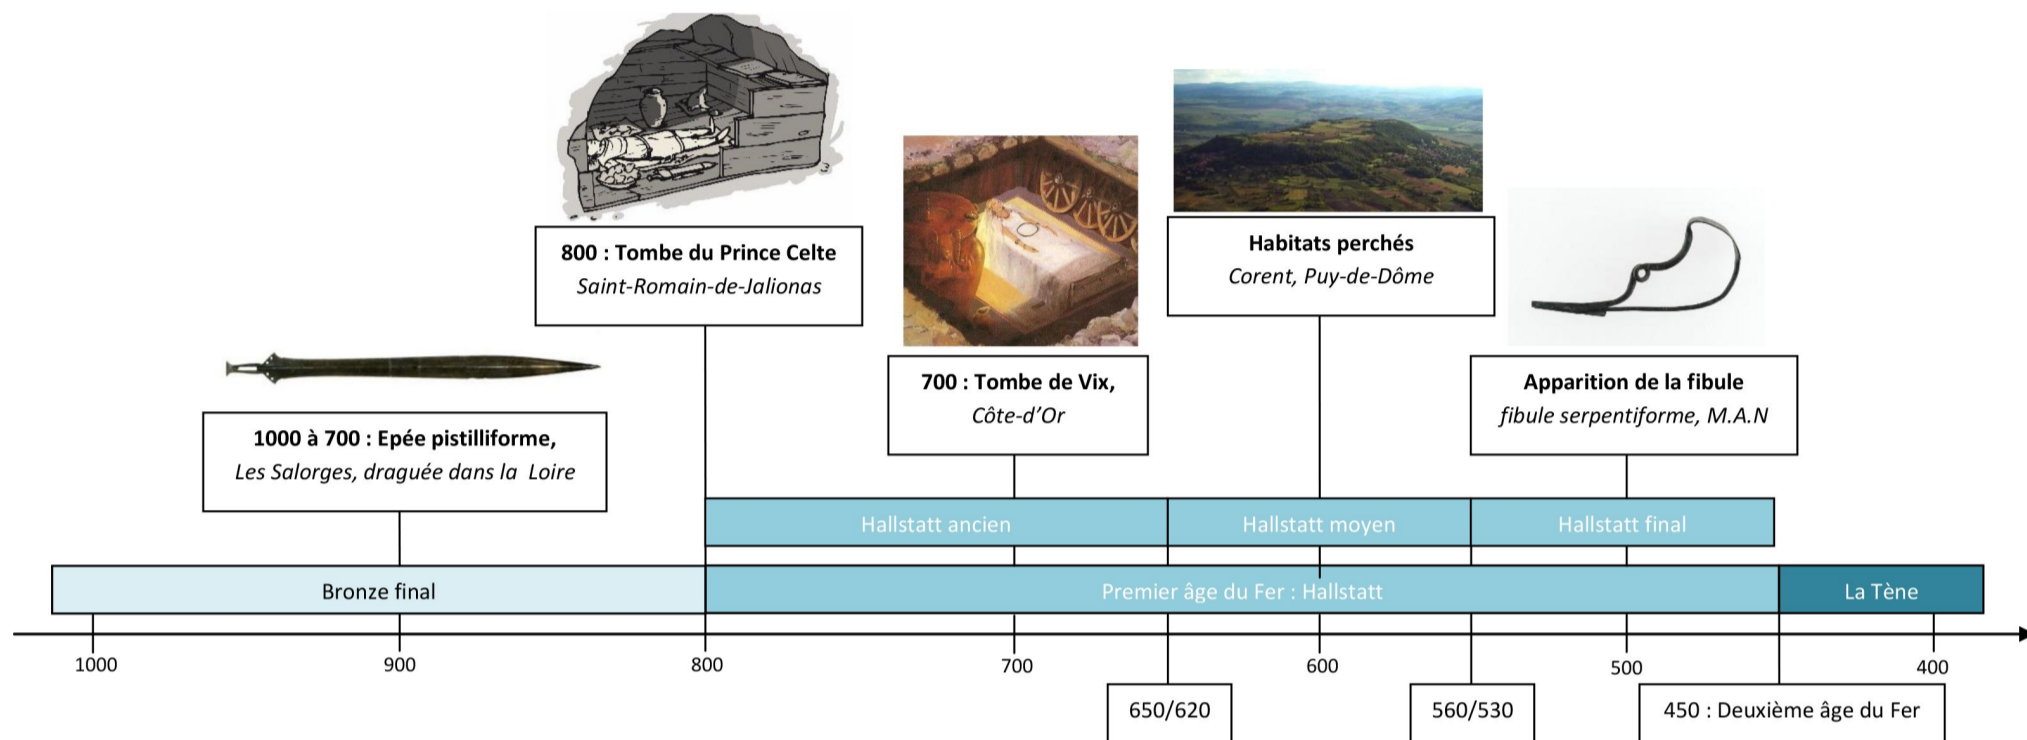 800 : Tombe du Prince Celte
Saint-Romain-de-Jalionas
Habitats perchés
Corent, Puy-de-Dôme
700 : Tombe de Vix,
Côte-d’Or
Apparition de la fibule
fibule serpentiforme, M.A.N
1000 à 700 : Epée pistilliforme,
Les Salorges, draguée dans la Loire
Hallstatt ancien
Hallstatt moyen
Hallstatt final
Bronze final
Premier âge du Fer : Hallstatt
La Tène
1000
900
800
700
600
500
400
650/620
560/530
450 : Deuxième âge du Fer